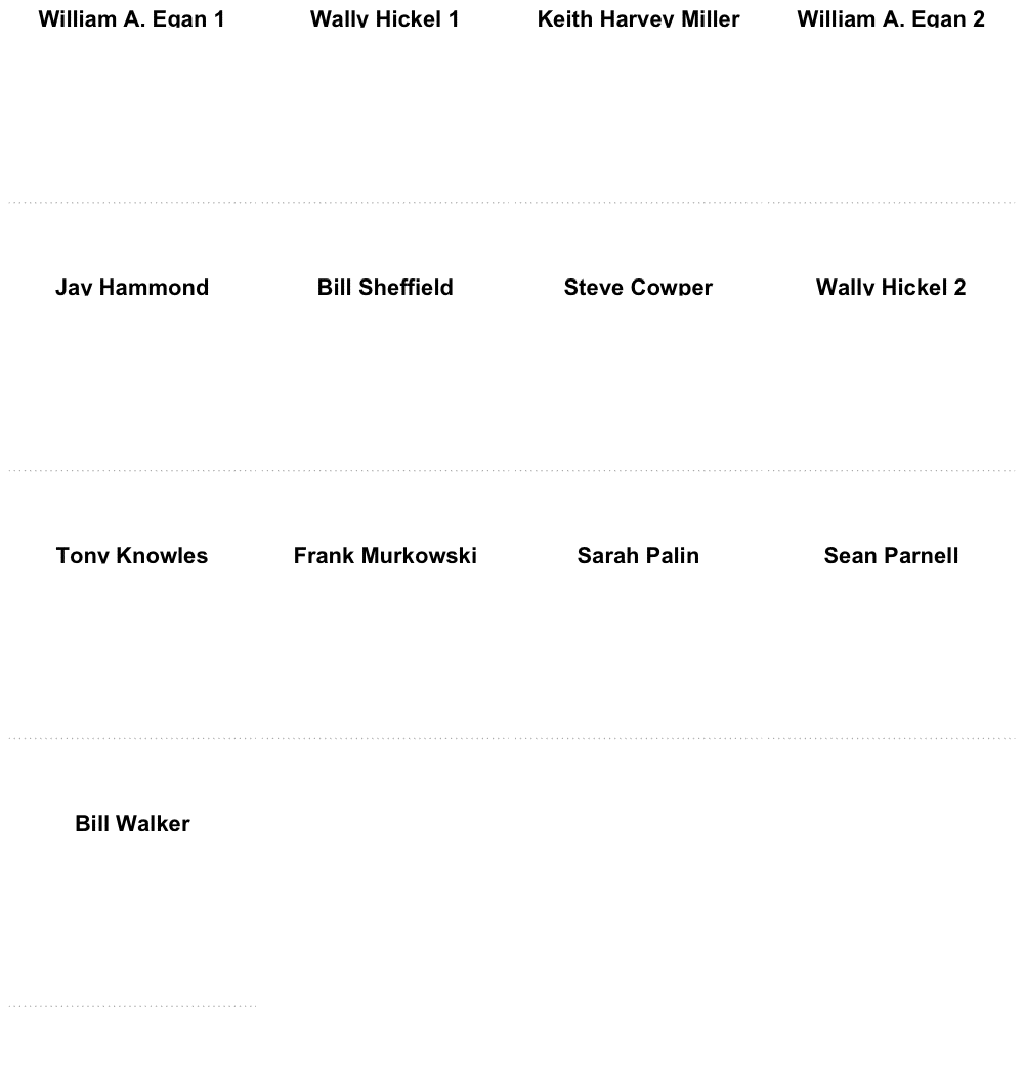 William A. Egan 1
Wally Hickel 1
Keith Harvey Miller
William A. Egan 2
Jay Hammond
Bill Sheffield
Steve Cowper
Wally Hickel 2
Tony Knowles
Frank Murkowski
Sarah Palin
Sean Parnell
Bill Walker